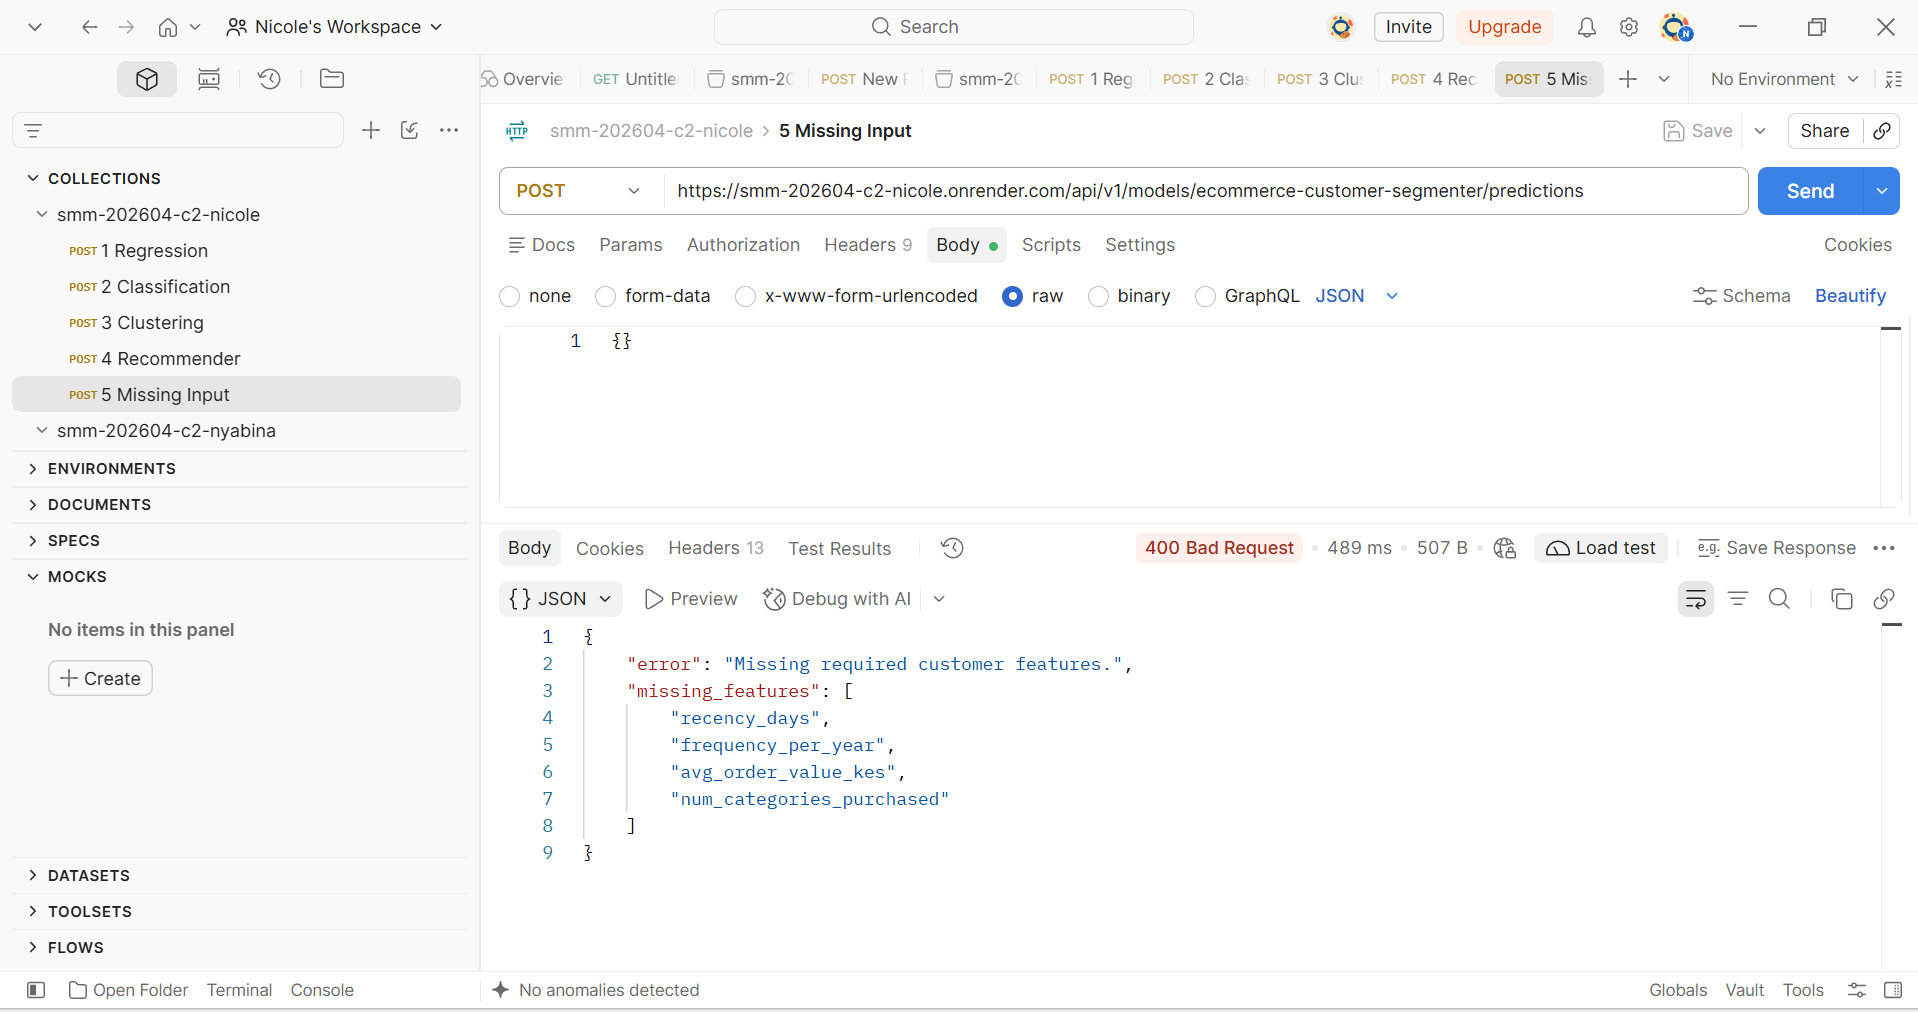 Nicole's Workspace
Search
Invite
Upgrade
N
Overvie
GET Untitle
smm-20
POST New
smm-20
POST 1 Reg
POST 2 Cla
POST 3 Clu
POST 4 Rec
POST 5 Mis
No Environment
HTTP smm-202604-c2-nicole > 5 Missing Input
Save
Share
COLLECTIONS
smm-202604-c2-nicole
POST 1 Regression
POST 2 Classification
POST 3 Clustering
POST 4 Recommender
POST 5 Missing Input
smm-202604-c2-nyabina
ENVIRONMENTS
DOCUMENTS
SPECS
MOCKS
No items in this panel
+ Create
DATASETS
TOOLSETS
FLOWS
POST
https://smm-202604-c2-nicole.onrender.com/api/v1/models/ecommerce-customer-segmenter/predictions
Send
Docs Params Authorization Headers 9 Body Scripts Settings
Cookies
none form-data x-www-form-urlencoded raw binary GraphQL JSON
Schema
Beautify
1 {}
Body Cookies Headers 13 Test Results
400 Bad Request • 489 ms • 507 B •
Load test
e.g. Save Response
{} JSON
Preview
Debug with AI
1 {
2 "error": "Missing required customer features.",
3 "missing_features": [
4 "recency_days",
5 "frequency_per_year",
6 "avg_order_value_kes",
7 "num_categories_purchased"
8 ]
9 }
Open Folder Terminal Console
No anomalies detected
Globals Vault Tools